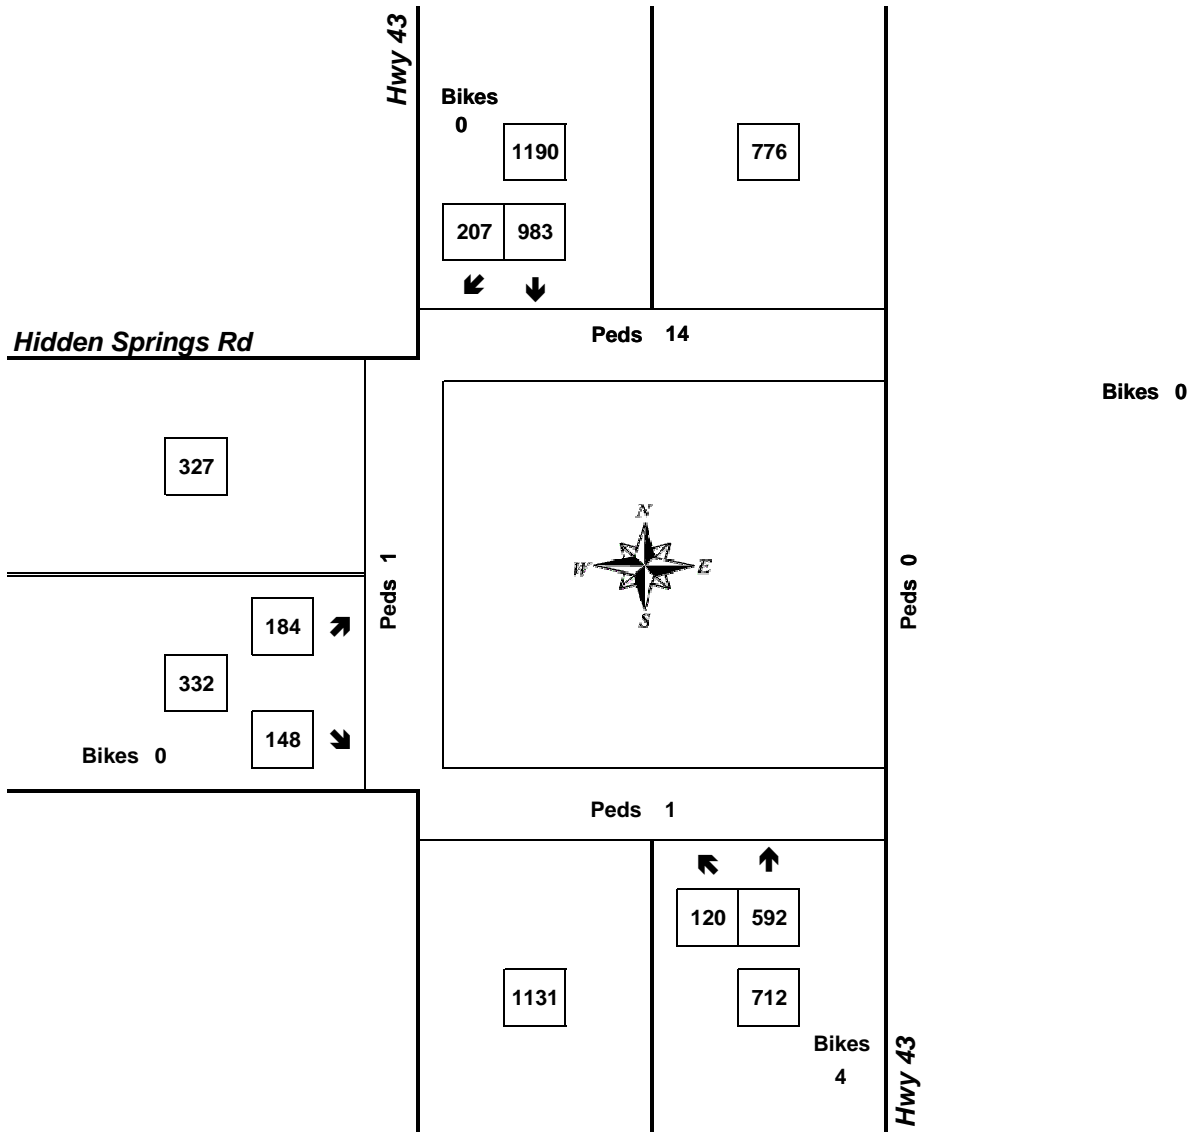 Hwy 43
Bikes
0
1190
776
207 983
Peds 14
Hidden Springs Rd
Bikes 0
327
N
W E
S
Peds 1
Peds 0
184
332
148
Bikes 0
Peds 1
120 592
1131
712
Bikes
4
Hwy 43